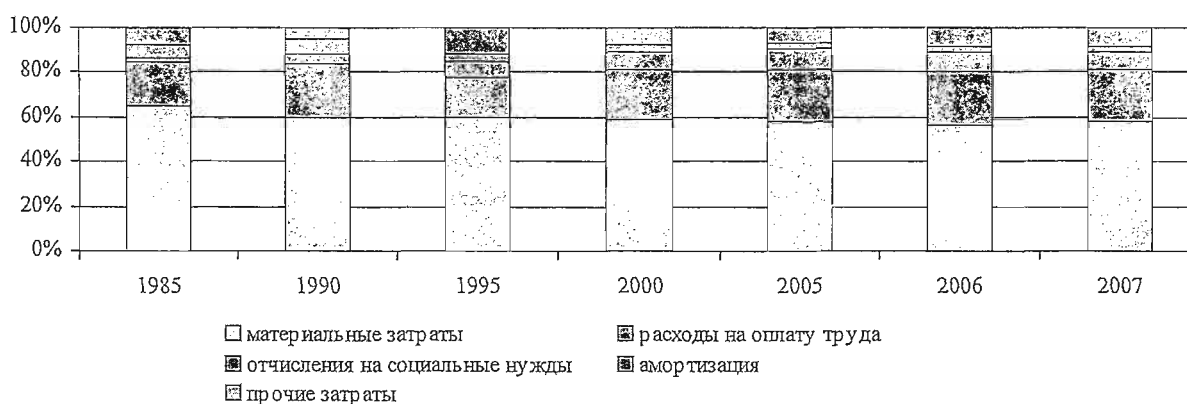 100%
80%
60%
40%
20%
0%
1985 1990 1995 2000 2005 2006 2007
материальные затраты расходы на оплату труда
отчисления на социальные нужды амортизация
прочие затраты